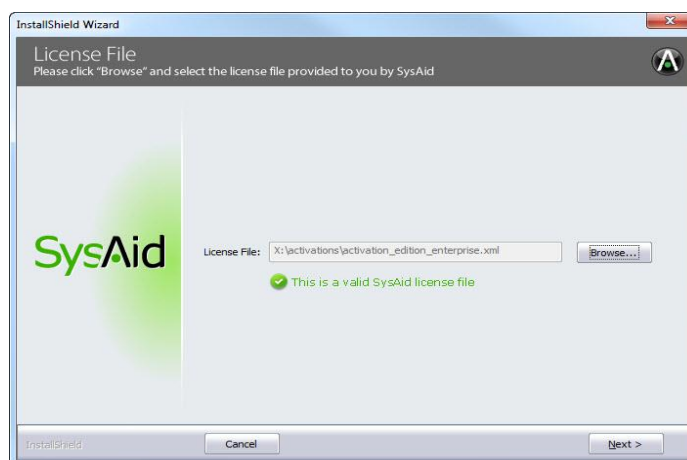 InstallShield Wizard
License File
Please click "Browse" and select the license file provided to you by SysAid
SysAid
License File:
X:\activations\activation_edition_enterprise.xml
Browse...
This is a valid SysAid license file
InstallShield
Cancel
Next >